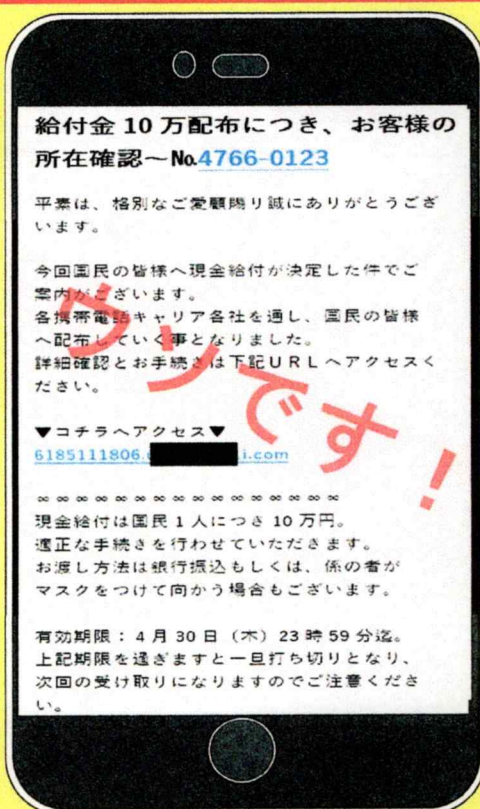 給付金10万配布につき、お客様の
所在確認~No.4766-0123
平素は、格別なご愛顧賜り誠にありがとうござ
います。
今回国民の皆様へ現金給付が決定した件でご
案内がございます。
各携帯電話キャリア各社を通し、国民の皆様
へ配布していく事となりました。
詳細確認とお手続きは下記URLへアクセスく
ださい。
▼コチラへアクセス▼
6185111806. i.com
∞∞∞∞∞∞∞∞∞∞∞∞∞∞∞∞
現金給付は国民1人につき10万円。
適正な手続きを行わせていただきます。
お渡し方法は銀行振込もしくは、係の者が
マスクをつけて向かう場合もございます。
有効期限:4月30日(木)23時59分迄。
上記期限を過ぎますと一旦打ち切りとなり、
次回の受け取りになりますのでご注意くださ
い。
ウソです!